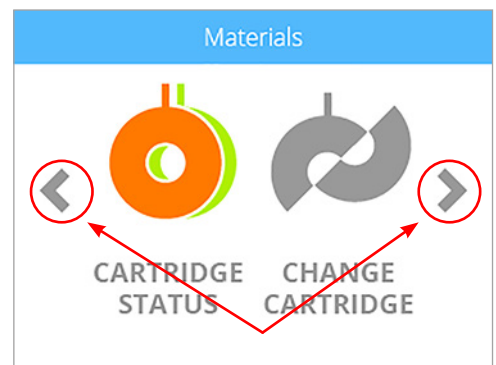 Materials
CARTRIDGE
STATUS
CHANGE
CARTRIDGE